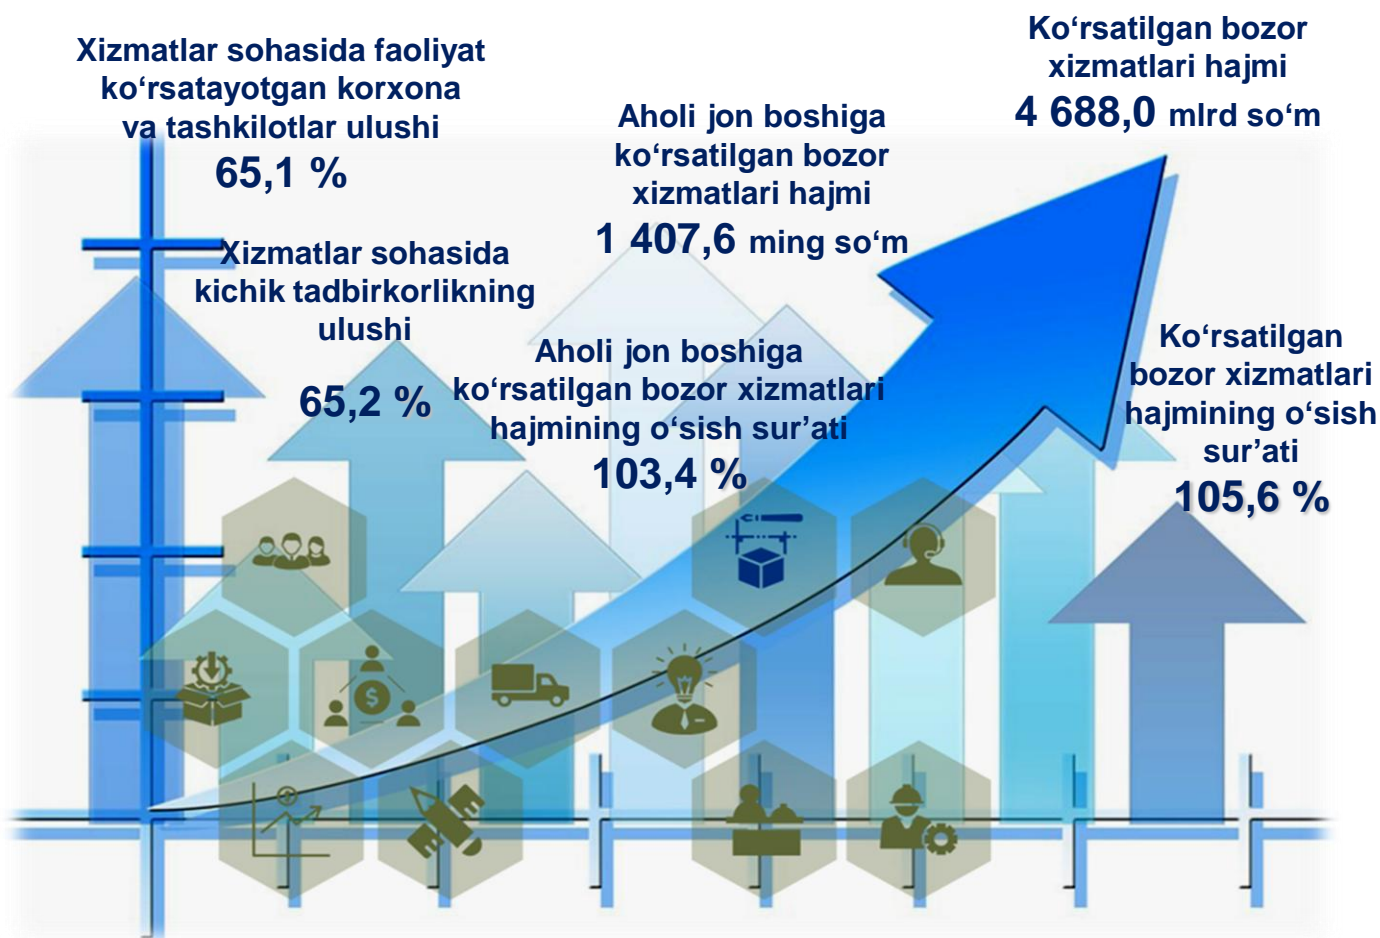 Xizmatlar sohasida faoliyat
ko‘rsatayotgan korxona
va tashkilotlar ulushi
65,1 %
Xizmatlar sohasida
kichik tadbirkorlikning
ulushi
65,2 %
Aholi jon boshiga
ko‘rsatilgan bozor
xizmatlari hajmi
1 407,6 ming so‘m
Aholi jon boshiga
ko‘rsatilgan bozor xizmatlari
hajmining o‘sish sur’ati
103,4 %
Ko‘rsatilgan bozor
xizmatlari hajmi
4 688,0 mlrd so‘m
Ko‘rsatilgan
bozor xizmatlari
hajmining o‘sish
sur’ati
105,6 %